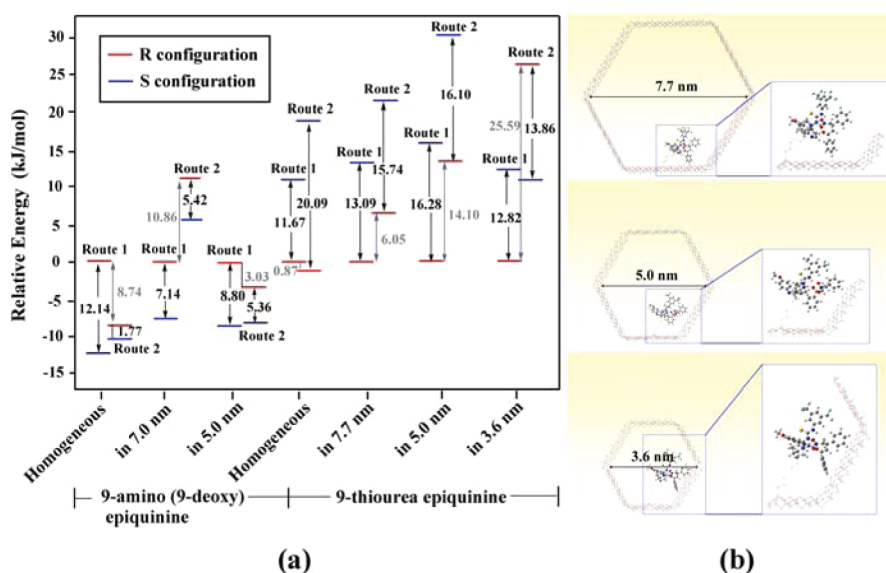 R configuration
S configuration
Relative Energy (kJ/mol)
30
25
20
15
10
5
0
-5
-10
-15
Route 1
12.14
8.74
1.77
Route 2
Route 1
7.14
10.86
Route 2
5.42
Route 1
8.80
3.03
5.36
Route 2
Route 1
11.67
0.87
Route 2
20.09
Route 1
13.09
Route 2
15.74
6.05
Route 1
16.28
Route 2
16.10
14.10
Route 1
12.82
Route 2
25.59
13.86
Homogeneous
in 7.0 nm
in 5.0 nm
Homogeneous
in 7.7 nm
in 5.0 nm
in 3.6 nm
9-amino (9-deoxy)
epiquinine
9-thiourea epiquinine
(a)
7.7 nm
5.0 nm
3.6 nm
(b)